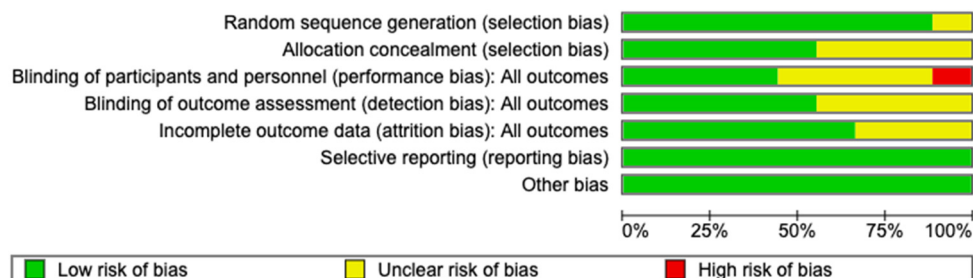 Random sequence generation (selection bias)
Allocation concealment (selection bias)
Blinding of participants and personnel (performance bias): All outcomes
Blinding of outcome assessment (detection bias): All outcomes
Incomplete outcome data (attrition bias): All outcomes
Selective reporting (reporting bias)
Other bias
0% 25% 50% 75% 100%
Low risk of bias Unclear risk of bias High risk of bias